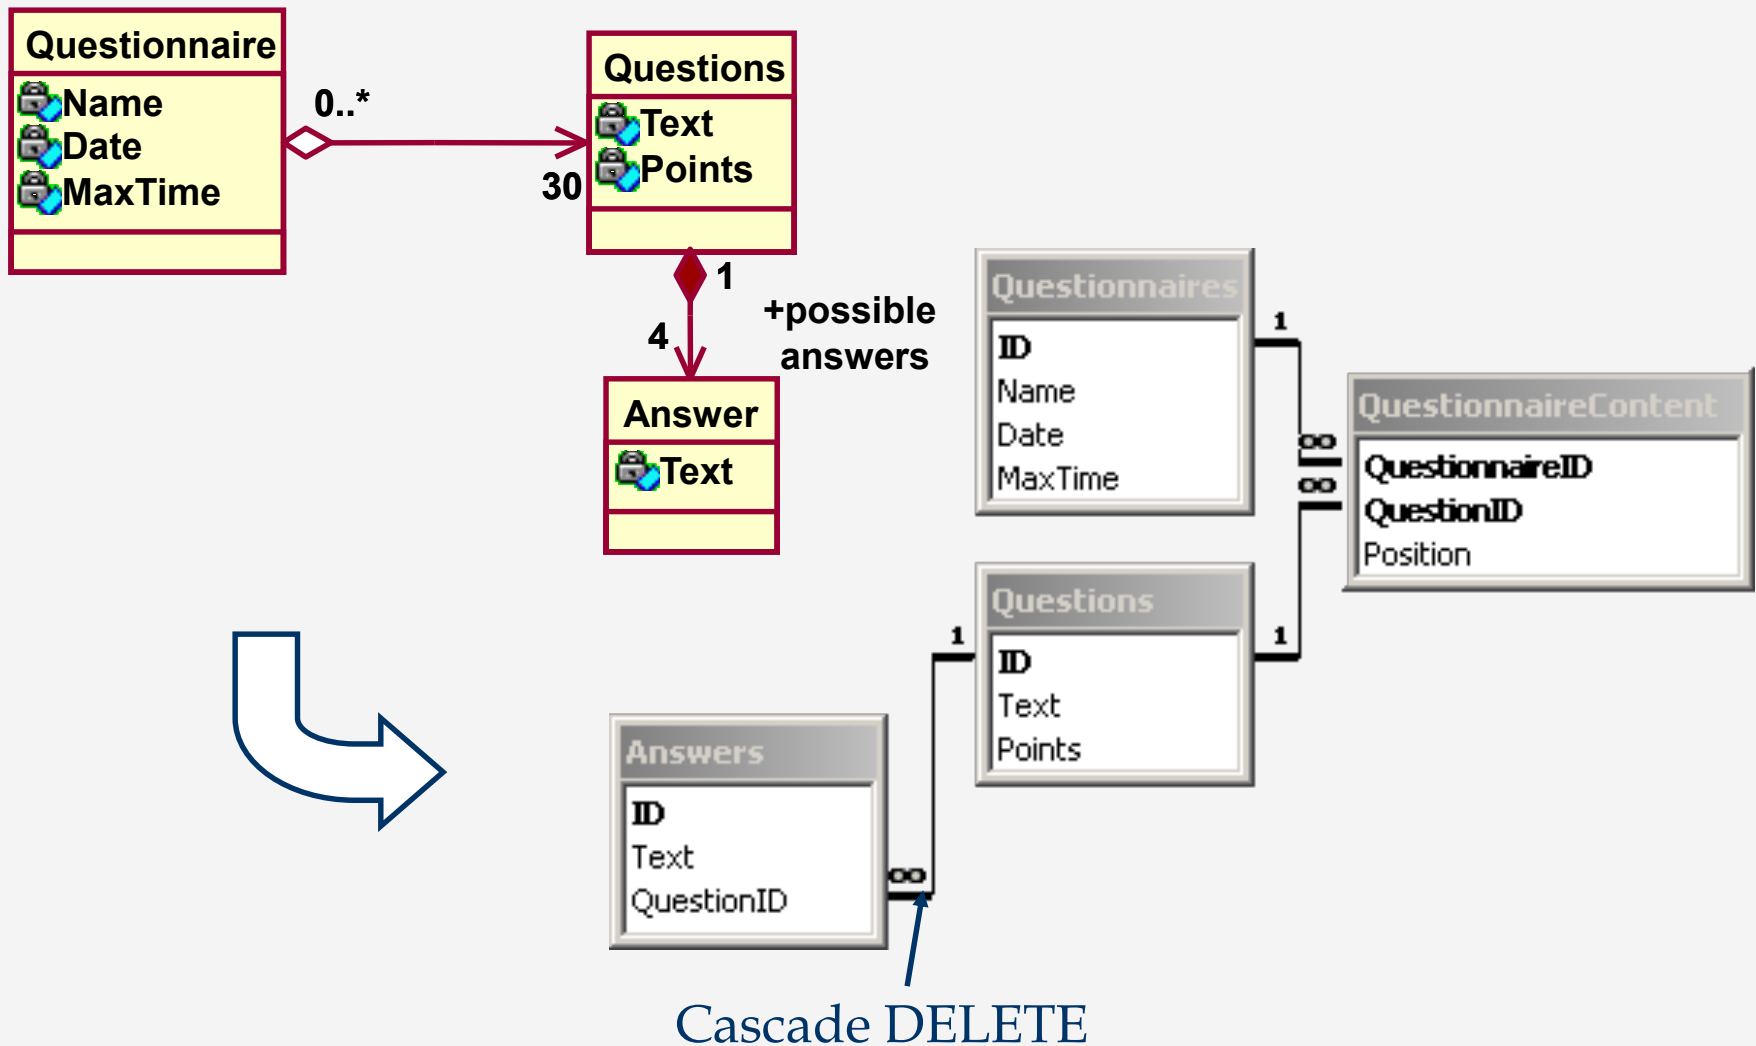 Questionnaire
Name
Date
MaxTime
0..*
30
Questions
Text
Points
1
4
+possible
answers
Answer
Text
Questionnaires
ID
Name
Date
MaxTime
1
∞
∞
QuestionnaireContent
QuestionnaireID
QuestionID
Position
Questions
ID
Text
Points
1
1
Answers
ID
Text
QuestionID
∞
Cascade DELETE